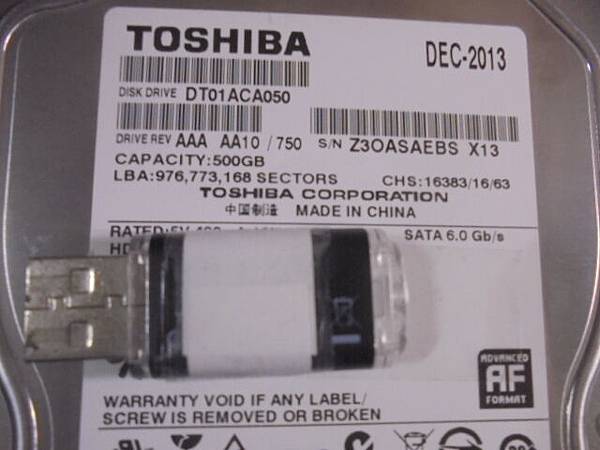 TOSHIBA
DEC-2013
DISK DRIVE DT01ACA050
DRIVE REV AAA AA10 / 750 S/N Z3OASAEBS X13
CAPACITY:500GB
LBA:976,773,168 SECTORS CHS:16383/16/63
TOSHIBA CORPORATION
中国制造 MADE IN CHINA
RATED:5V
SATA 6.0 Gb/s
ADVANCED
AF
FORMAT
WARRANTY VOID IF ANY LABEL/
SCREW IS REMOVED OR BROKEN